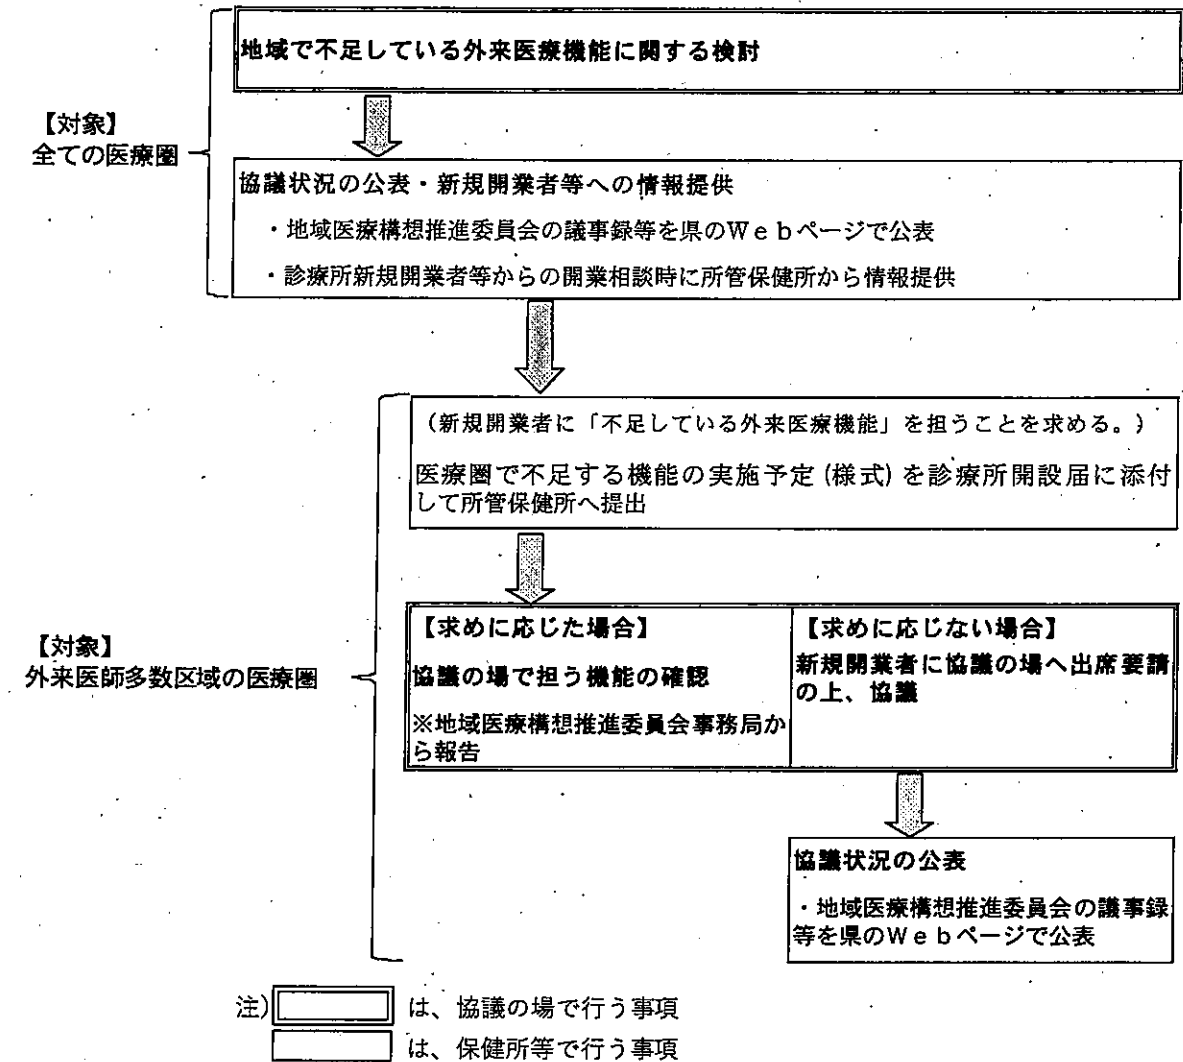 地域で不足している外来医療機能に関する検討
【対象】
全ての医療圏
協議状況の公表・新規開業者等への情報提供
・地域医療構想推進委員会の議事録等を県のWebページで公表
・診療所新規開業者等からの開業相談時に所管保健所から情報提供
(新規開業者に「不足している外来医療機能」を担うことを求める。)
医療圏で不足する機能の実施予定(様式)を診療所開設届に添付
して所管保健所へ提出
【対象】
外来医師多数区域の医療圏
【求めに応じた場合】
協議の場で担う機能の確認
※地域医療構想推進委員会事務局か
ら報告
【求めに応じない場合】
新規開業者に協議の場へ出席要請
の上、協議
協議状況の公表
・地域医療構想推進委員会の議事録
等を県のWebページで公表
注) は、協議の場で行う事項
は、保健所等で行う事項